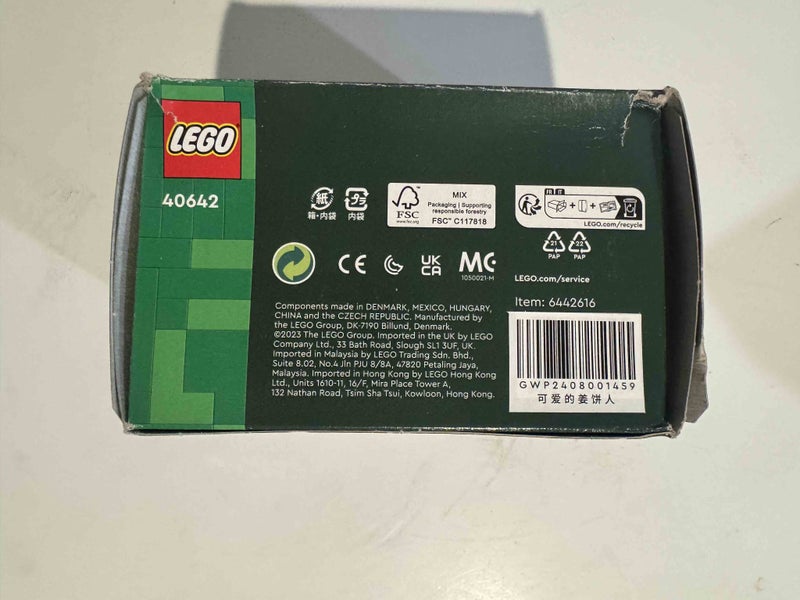 LEGO
40642
紙
箱・内袋
プラ
内袋
FSC
www.fsc.org
MIX
Packaging | Supporting
responsible forestry
FSC™ C117818
FR IT
+ +
LEGO.com/recycle
21
PAP
22
PAP
CE
UK
CA
1050021-M
LEGO.com/service
Item: 6442616
Components made in DENMARK, MEXICO, HUNGARY,
CHINA and the CZECH REPUBLIC. Manufactured by
the LEGO Group, DK-7190 Billund, Denmark.
©2023 The LEGO Group. Imported in the UK by LEGO
Company Ltd., 33 Bath Road, Slough SL1 3UF, UK.
Imported in Malaysia by LEGO Trading Sdn. Bhd.,
Suite 8.02, No.4 Jln PJU 8/8A, 47820 Petaling Jaya,
Malaysia. Imported in Hong Kong by LEGO Hong Kong
Ltd., Units 1610-11, 16/F, Mira Place Tower A,
132 Nathan Road, Tsim Sha Tsui, Kowloon, Hong Kong.
GWP2408001459
可爱的姜饼人